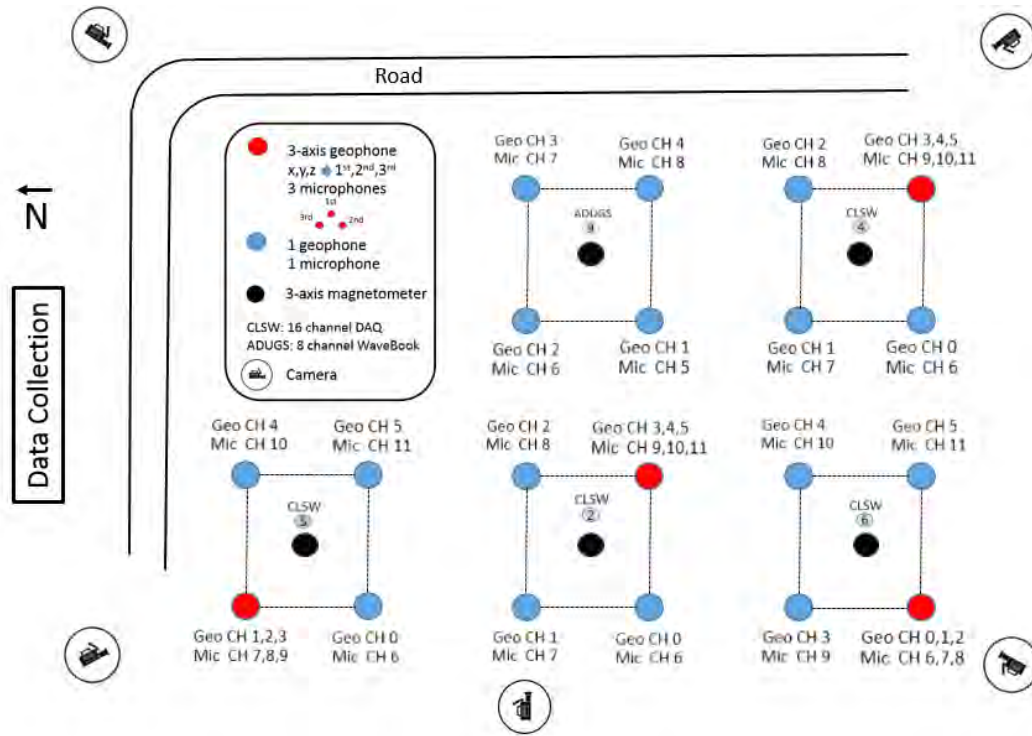 Road
N
Data Collection
3-axis geophone
x,y,z 1st,2nd,3rd
3 microphones
1st
3rd 2nd
1 geophone
1 microphone
3-axis magnetometer
CLSW: 16 channel DAQ
ADUGS: 8 channel WaveBook
Camera
Geo CH 3
Mic CH 7
Geo CH 4
Mic CH 8
ADUGS
9
Geo CH 2
Mic CH 6
Geo CH 1
Mic CH 5
Geo CH 2
Mic CH 8
Geo CH 3,4,5
Mic CH 9,10,11
CLSW
4
Geo CH 1
Mic CH 7
Geo CH 0
Mic CH 6
Geo CH 4
Mic CH 10
Geo CH 5
Mic CH 11
CLSW
5
Geo CH 1,2,3
Mic CH 7,8,9
Geo CH 0
Mic CH 6
Geo CH 2
Mic CH 8
Geo CH 3,4,5
Mic CH 9,10,11
CLSW
2
Geo CH 1
Mic CH 7
Geo CH 0
Mic CH 6
Geo CH 4
Mic CH 10
Geo CH 5
Mic CH 11
CLSW
6
Geo CH 3
Mic CH 9
Geo CH 0,1,2
Mic CH 6,7,8